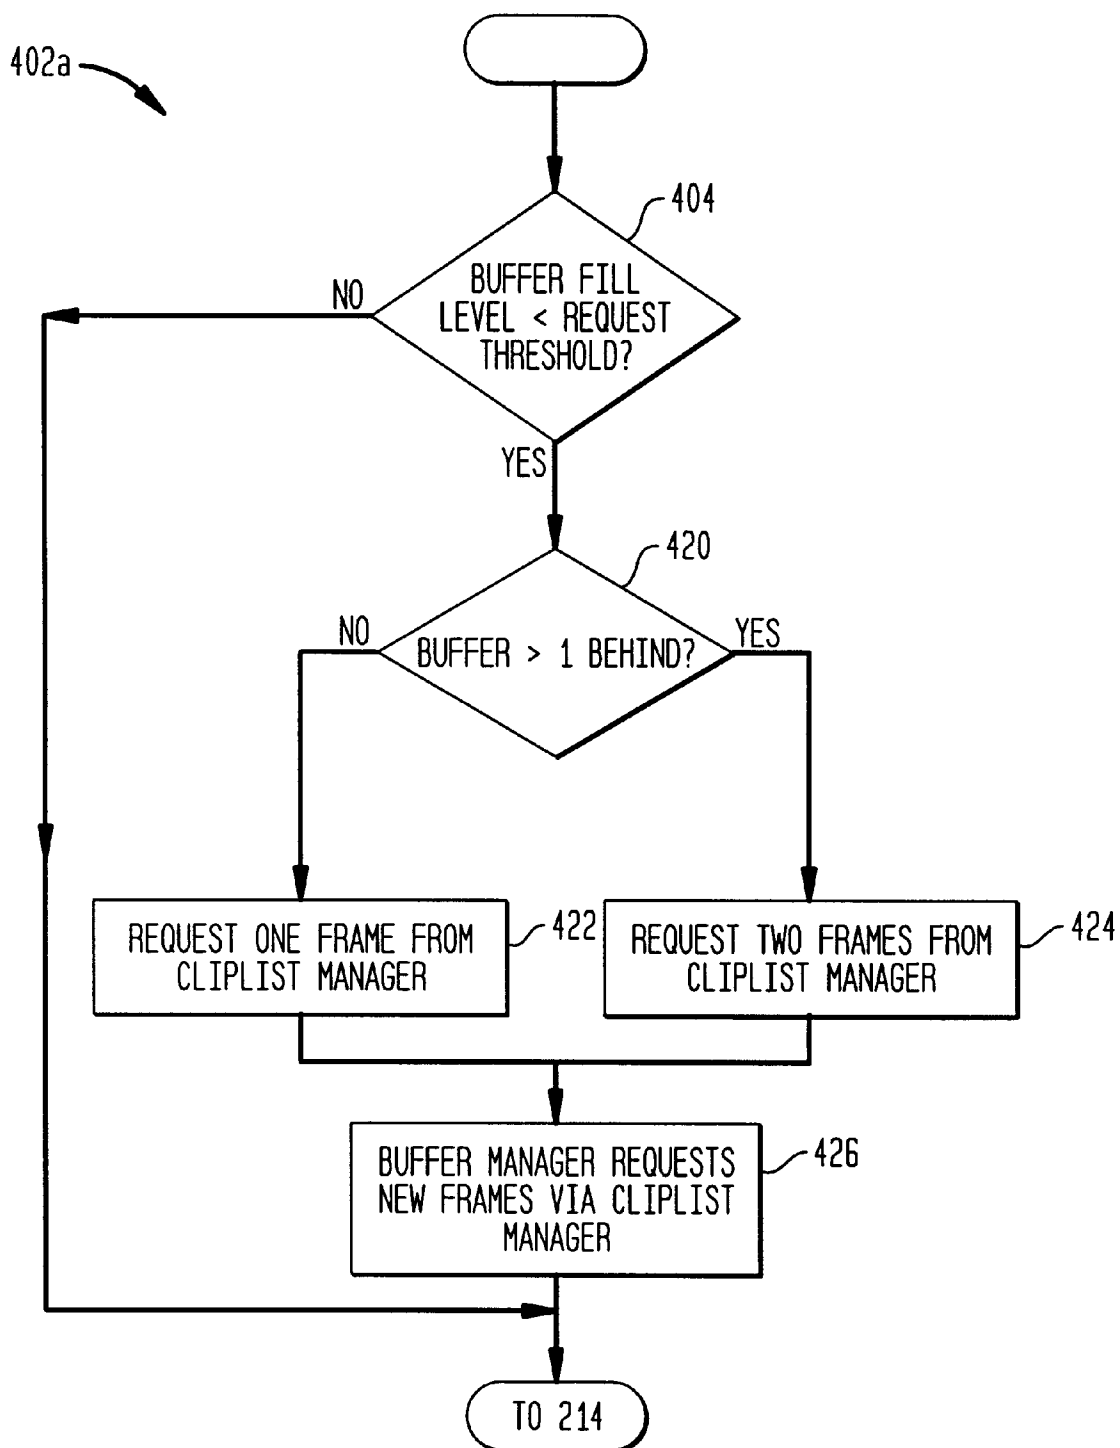 402a
404
BUFFER FILL
LEVEL < REQUEST
THRESHOLD?
NO
YES
420
NO
BUFFER > 1 BEHIND?
YES
REQUEST ONE FRAME FROM
CLIPLIST MANAGER
422
REQUEST TWO FRAMES FROM
CLIPLIST MANAGER
424
BUFFER MANAGER REQUESTS
NEW FRAMES VIA CLIPLIST
MANAGER
426
TO 214